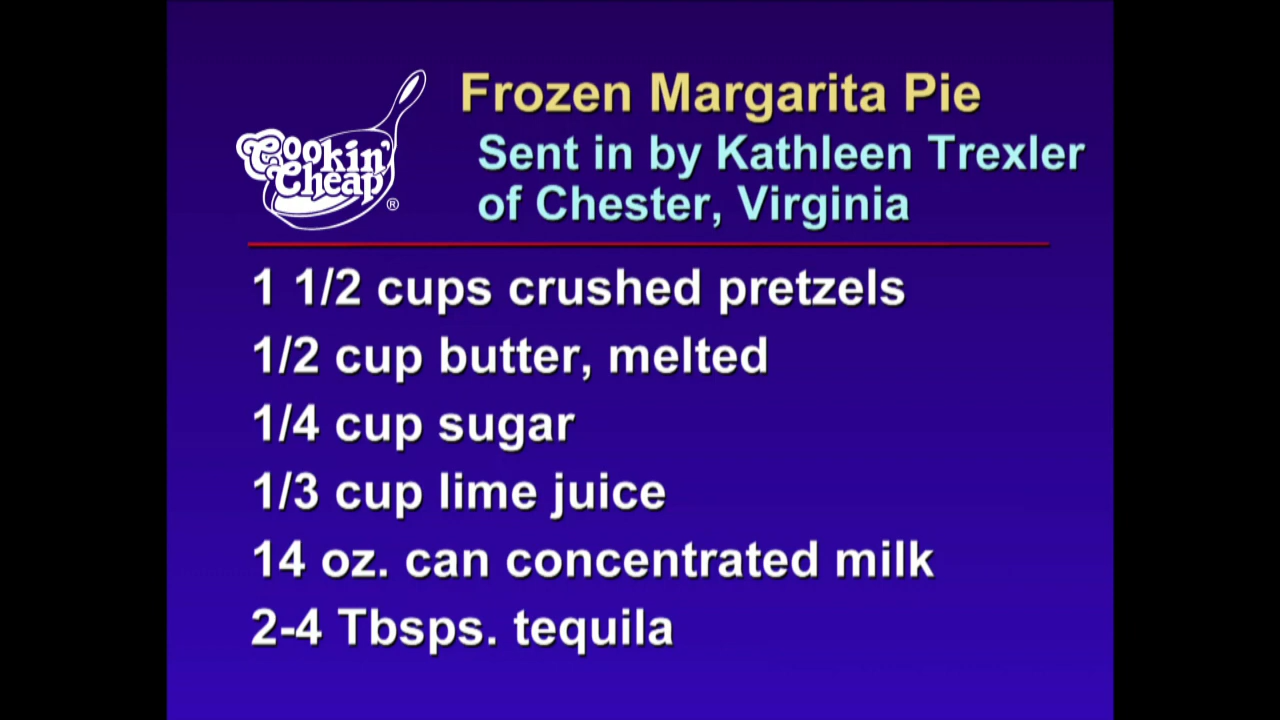 Cookin'
Cheap
®
Frozen Margarita Pie
Sent in by Kathleen Trexler
of Chester, Virginia
1 1/2 cups crushed pretzels
1/2 cup butter, melted
1/4 cup sugar
1/3 cup lime juice
14 oz. can concentrated milk
2-4 Tbsps. tequila